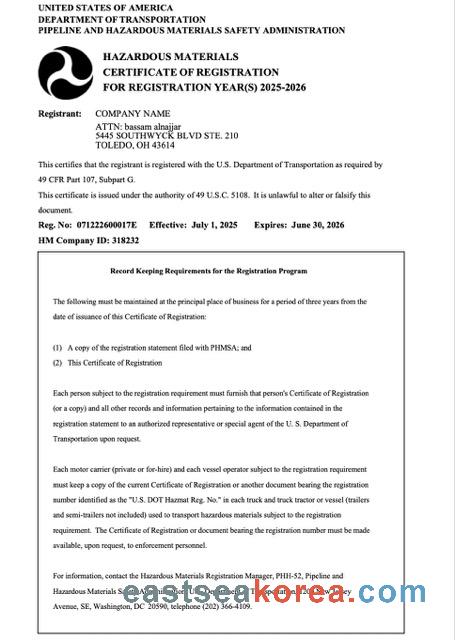 UNITED STATES OF AMERICA
DEPARTMENT OF TRANSPORTATION
PIPELINE AND HAZARDOUS MATERIALS SAFETY ADMINISTRATION
HAZARDOUS MATERIALS
CERTIFICATE OF REGISTRATION
FOR REGISTRATION YEAR(S) 2025-2026
Registrant: COMPANY NAME
ATTN: bassam alnajjar
5445 SOUTHWYCK BLVD STE. 210
TOLEDO, OH 43614
This certifies that the registrant is registered with the U.S. Department of Transportation as required by
49 CFR Part 107, Subpart G.
This certificate is issued under the authority of 49 U.S.C. 5108. It is unlawful to alter or falsify this
document.
Reg. No: 071222600017E Effective: July 1, 2025 Expires: June 30, 2026
HM Company ID: 318232
Record Keeping Requirements for the Registration Program
The following must be maintained at the principal place of business for a period of three years from the
date of issuance of this Certificate of Registration:
(1) A copy of the registration statement filed with PHMSA; and
(2) This Certificate of Registration
Each person subject to the registration requirement must furnish that person's Certificate of Registration
(or a copy) and all other records and information pertaining to the information contained in the
registration statement to an authorized representative or special agent of the U. S. Department of
Transportation upon request.
Each motor carrier (private or for-hire) and each vessel operator subject to the registration requirement
must keep a copy of the current Certificate of Registration or another document bearing the registration
number identified as the "U.S. DOT Hazmat Reg. No." in each truck and truck tractor or vessel (trailers
and semi-trailers not included) used to transport hazardous materials subject to the registration
requirement. The Certificate of Registration or document bearing the registration number must be made
available, upon request, to enforcement personnel.
For information, contact the Hazardous Materials Registration Manager, PHH-52, Pipeline and
Hazardous Materials
eastseakorea.com
Avenue, SE, Washington, DC 20590, telephone (202) 366-4109.